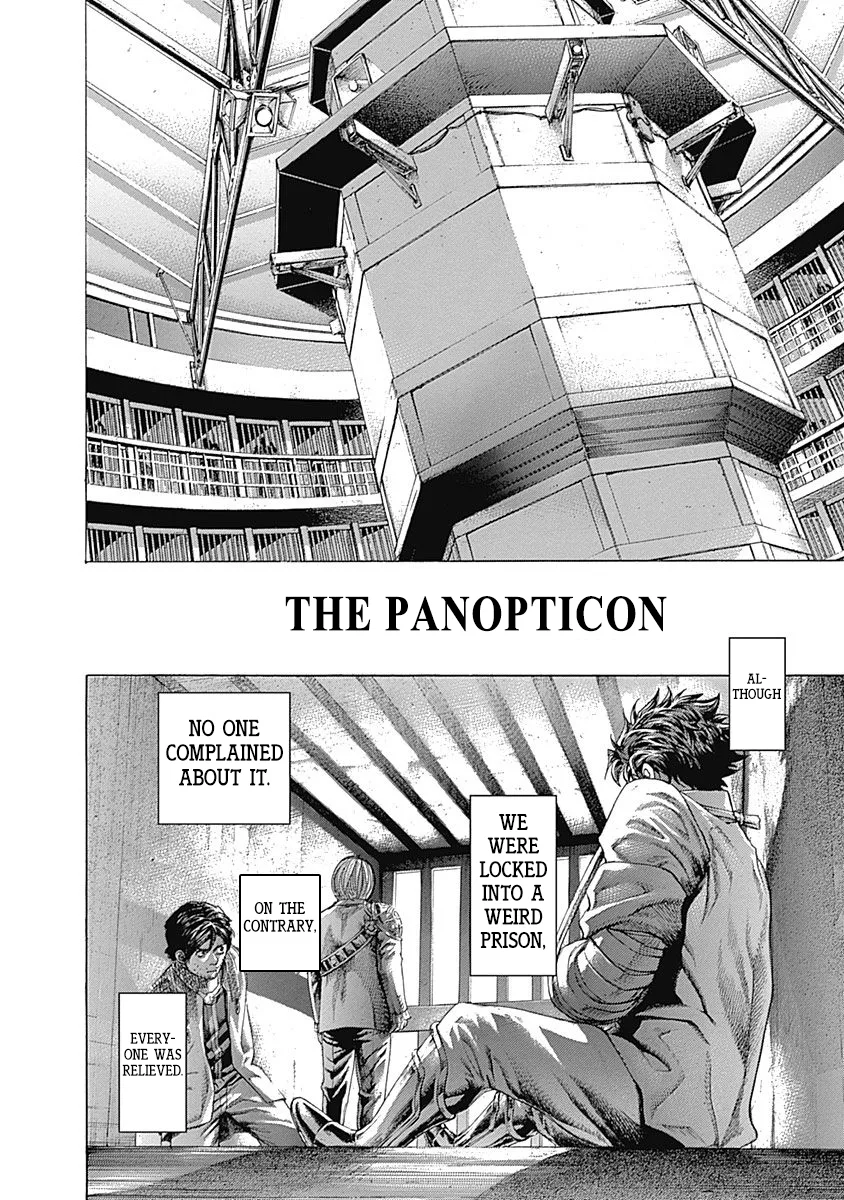 THE PANOPTICON
AL-
THOUGH
WE
WERE
LOCKED
INTO A
WEIRD
PRISON,
NO ONE
COMPLAINED
ABOUT IT.
ON THE
CONTRARY,
EVERY-
ONE WAS
RELIEVED.